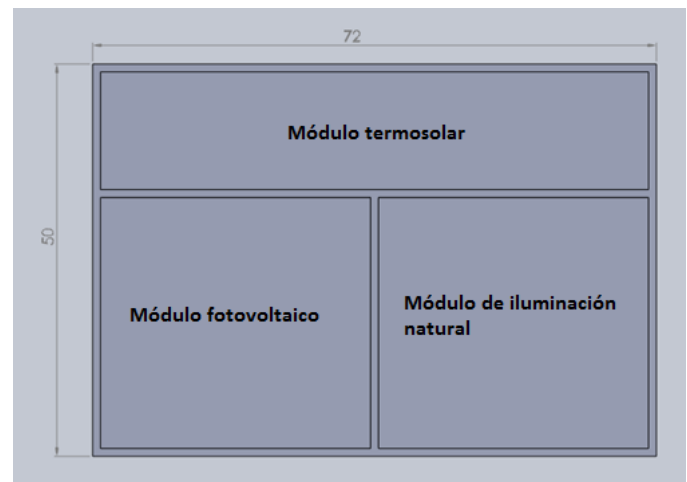 72
Módulo termosolar
50
Módulo fotovoltaico
Módulo de iluminación
natural